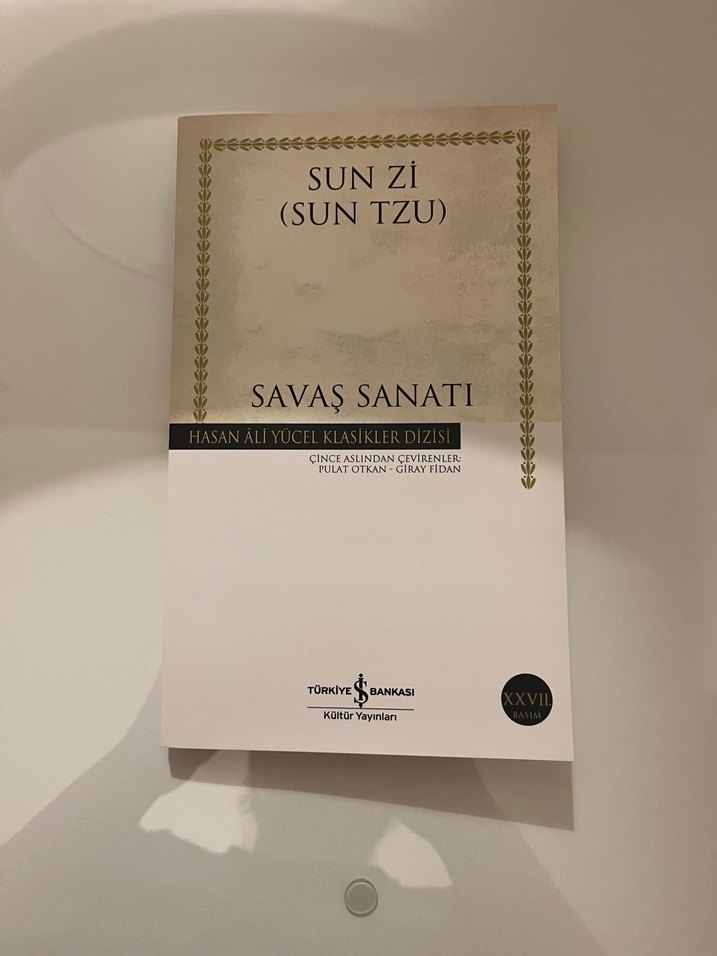 SUN Zİ
(SUN TZU)
SAVAŞ SANATI
HASAN ÂLİ YÜCEL KLASİKLER DİZİSİ
ÇİNCE ASLINDAN ÇEVİRENLER:
PULAT OTKAN - GİRAY FİDAN
TÜRKİYE İŞ BANKASI
Kültür Yayınları
XXVII.
BASIM